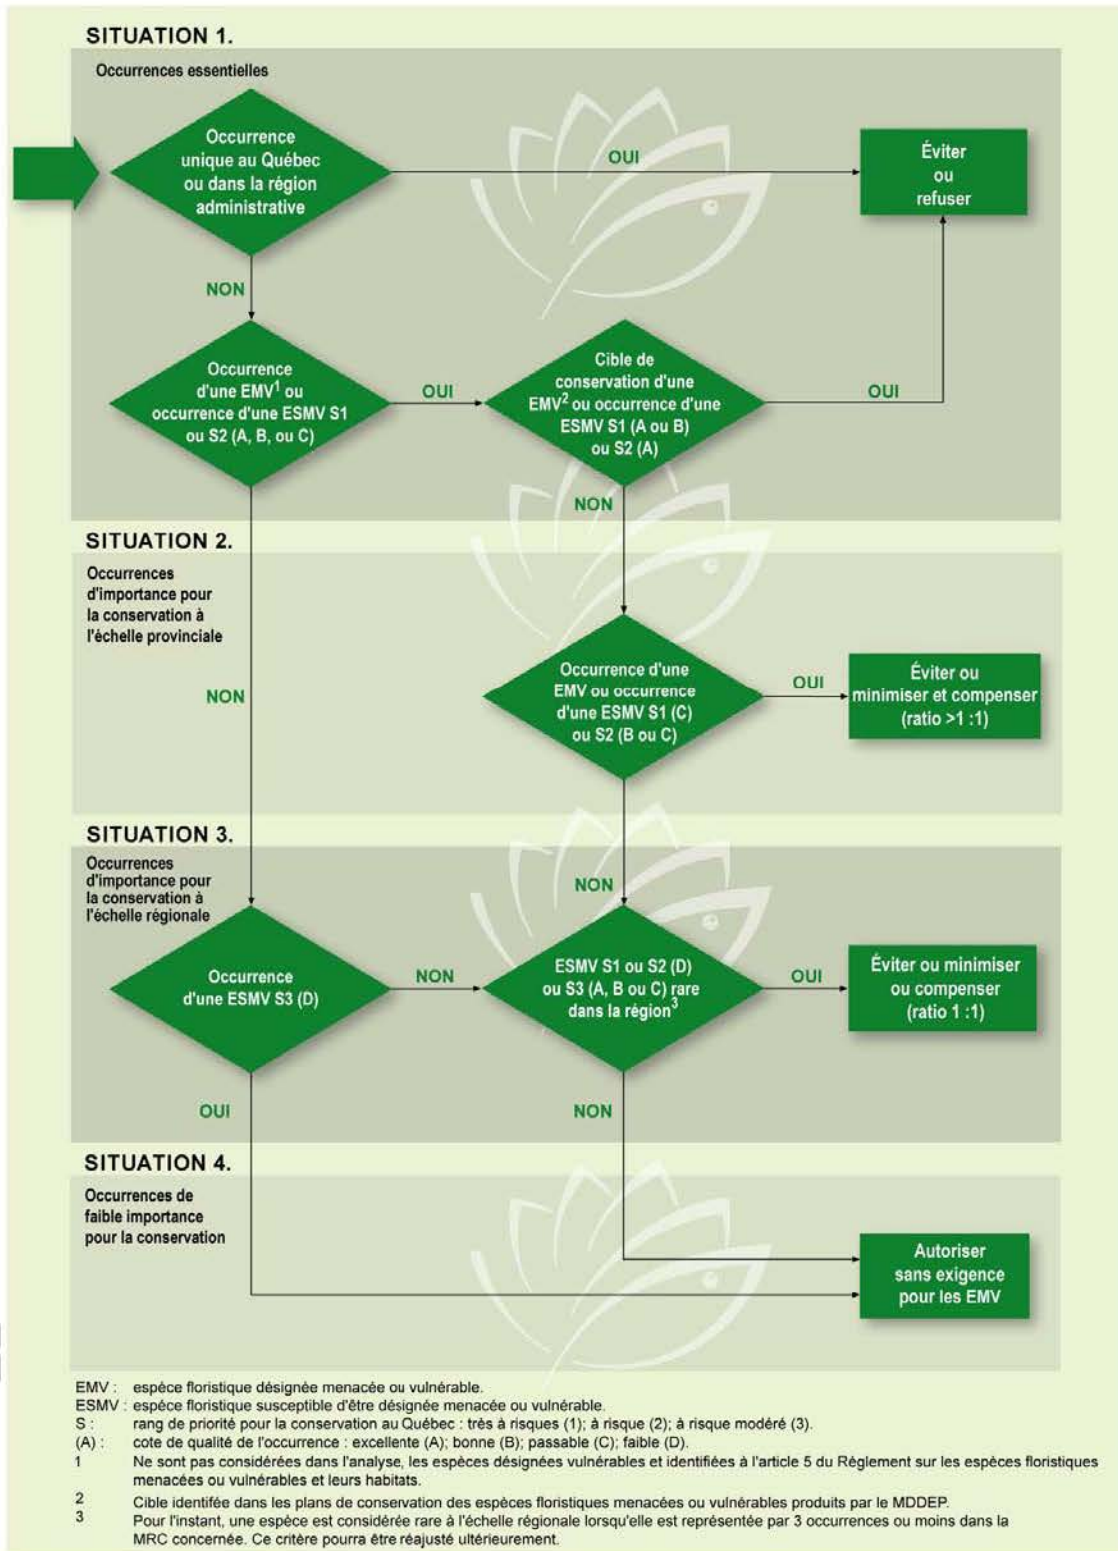 SITUATION 1.
Occurrences essentielles
Occurrence
unique au Québec
ou dans la région
administrative
OUI
Éviter
ou
refuser
NON
Occurrence
d'une EMV1 ou
occurrence d'une ESMV S1
ou S2 (A, B, ou C)
OUI
Cible de
conservation d'une
EMV2 ou occurrence d'une
ESMV S1 (A ou B)
ou S2 (A)
OUI
NON
SITUATION 2.
Occurrences
d'importance pour
la conservation à
l'échelle provinciale
NON
Occurrence d'une
EMV ou occurrence
d'une ESMV S1 (C)
ou S2 (B ou C)
OUI
Éviter ou
minimiser et compenser
(ratio >1 :1)
SITUATION 3.
Occurrences
d'importance pour
la conservation à
l'échelle régionale
NON
Occurrence
d'une ESMV S3 (D)
NON
ESMV S1 ou S2 (D)
ou S3 (A, B ou C) rare
dans la région3
OUI
Éviter ou minimiser
ou compenser
(ratio 1 :1)
OUI
NON
SITUATION 4.
Occurrences de
faible importance
pour la conservation
Autoriser
sans exigence
pour les EMV
EMV : espèce floristique désignée menacée ou vulnérable.
ESMV : espèce floristique susceptible d'être désignée menacée ou vulnérable.
S : rang de priorité pour la conservation au Québec : très à risques (1); à risque (2); à risque modéré (3).
(A) : cote de qualité de l'occurrence : excellente (A); bonne (B); passable (C); faible (D).
1 Ne sont pas considérées dans l'analyse, les espèces désignées vulnérables et identifiées à l'article 5 du Règlement sur les espèces floristiques
menacées ou vulnérables et leurs habitats.
2 Cible identifée dans les plans de conservation des espèces floristiques menacées ou vulnérables produits par le MDDEP.
3 Pour l'instant, une espèce est considérée rare à l'échelle régionale lorsqu'elle est représentée par 3 occurrences ou moins dans la
MRC concernée. Ce critère pourra être réajusté ultérieurement.